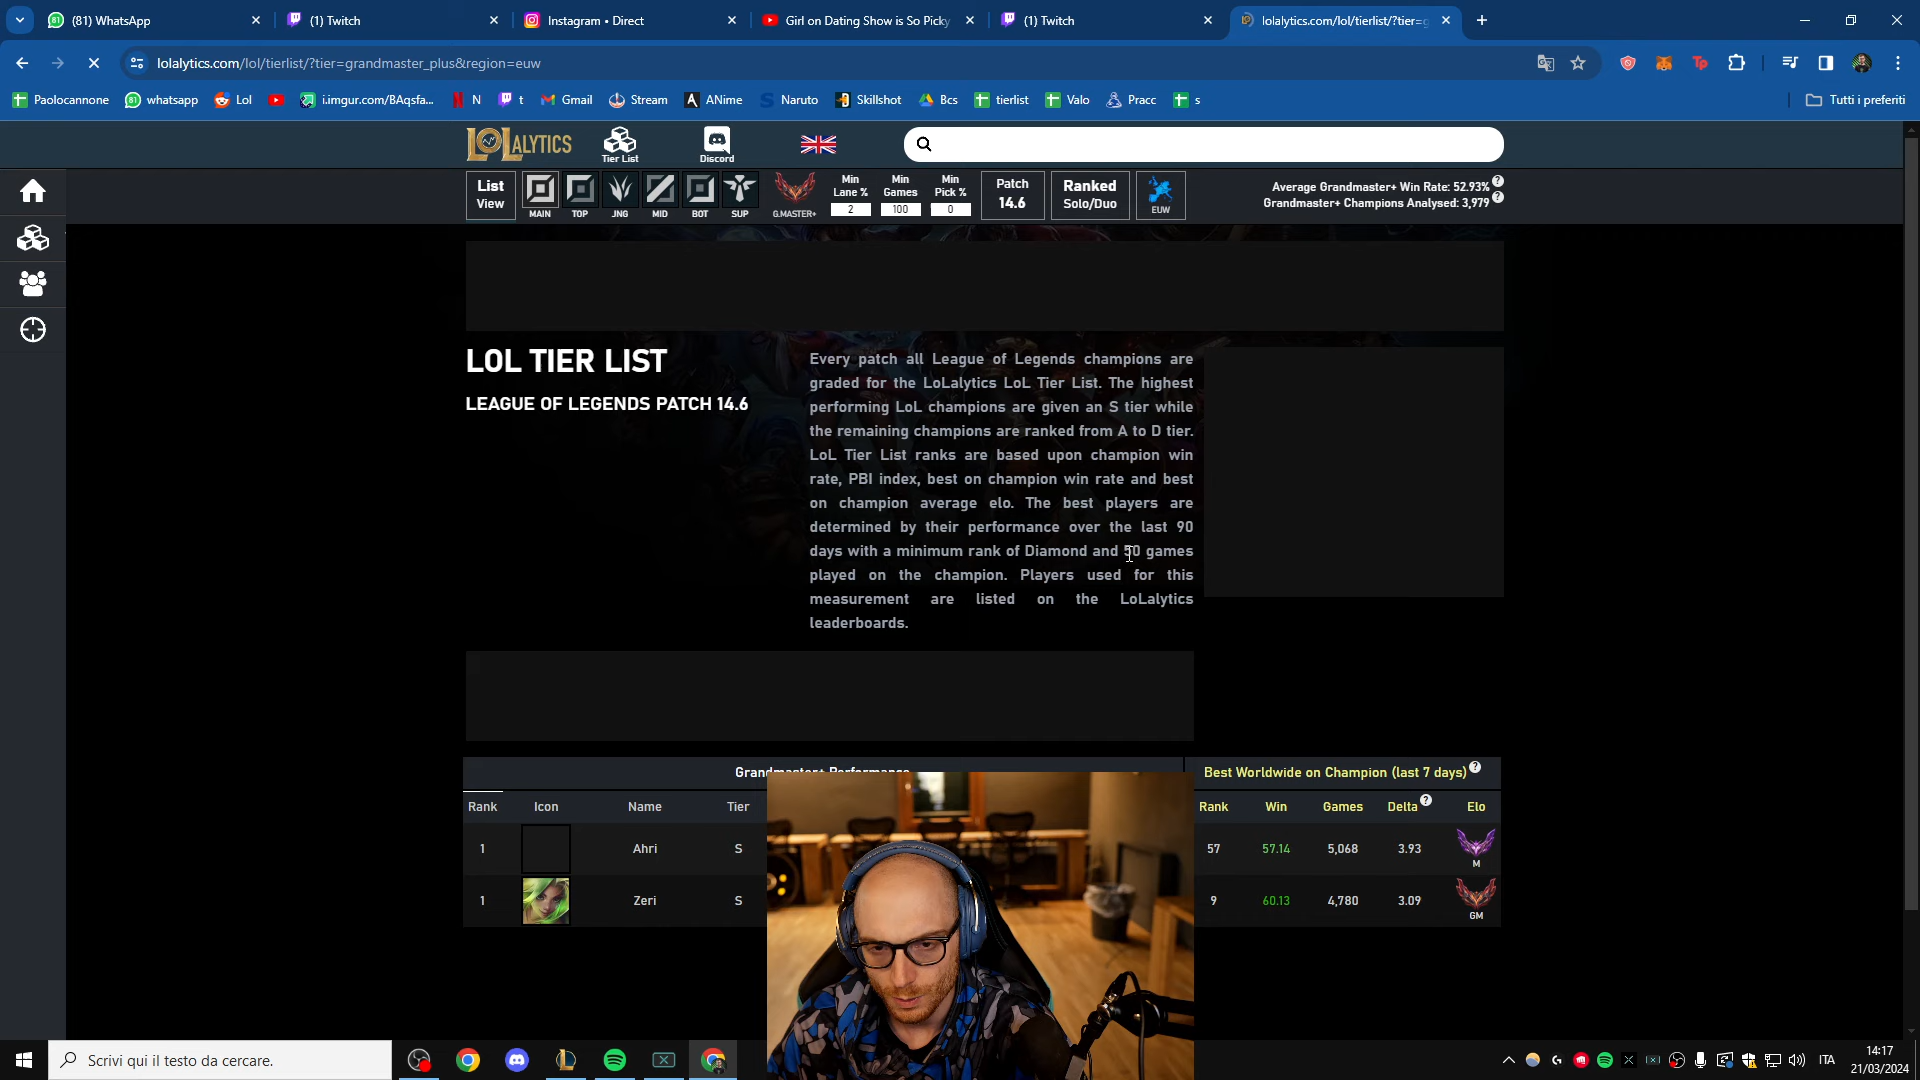 (81) WhatsApp
(1) Twitch
Instagram • Direct
Girl on Dating Show is So Picky
(1) Twitch
lolalytics.com/lol/tierlist/?tier=g
lolalytics.com/lol/tierlist/?tier=grandmaster_plus&region=euw
Paolocannone
whatsapp
Lol
i.imgur.com/BAqsfa...
N
t
Gmail
Stream
ANime
Naruto
Skillshot
Bcs
tierlist
Valo
Pracc
s
Tutti i preferiti
LOLALYTICS
Tier List
Discord
List View
MAIN
TOP
JNG
MID
BOT
SUP
G.MASTER+
Min Lane %
2
Min Games
100
Min Pick %
0
Patch 14.6
Ranked Solo/Duo
EUW
Average Grandmaster+ Win Rate: 52.93%
Grandmaster+ Champions Analysed: 3,979
LOL TIER LIST
LEAGUE OF LEGENDS PATCH 14.6
Every patch all League of Legends champions are
graded for the LoLalytics LoL Tier List. The highest
performing LoL champions are given an S tier while
the remaining champions are ranked from A to D tier.
LoL Tier List ranks are based upon champion win
rate, PBI index, best on champion win rate and best
on champion average elo. The best players are
determined by their performance over the last 90
days with a minimum rank of Diamond and 50 games
played on the champion. Players used for this
measurement are listed on the LoLalytics
leaderboards.
Grandmaster+ Performance
Best Worldwide on Champion (last 7 days)
Rank Icon Name Tier Rank Win Games Delta Elo
1 Ahri S 57 57.14 5,068 3.93 M
1 Zeri S 9 60.13 4,780 3.09 GM
Scrivi qui il testo da cercare.
ITA
14:17
21/03/2024